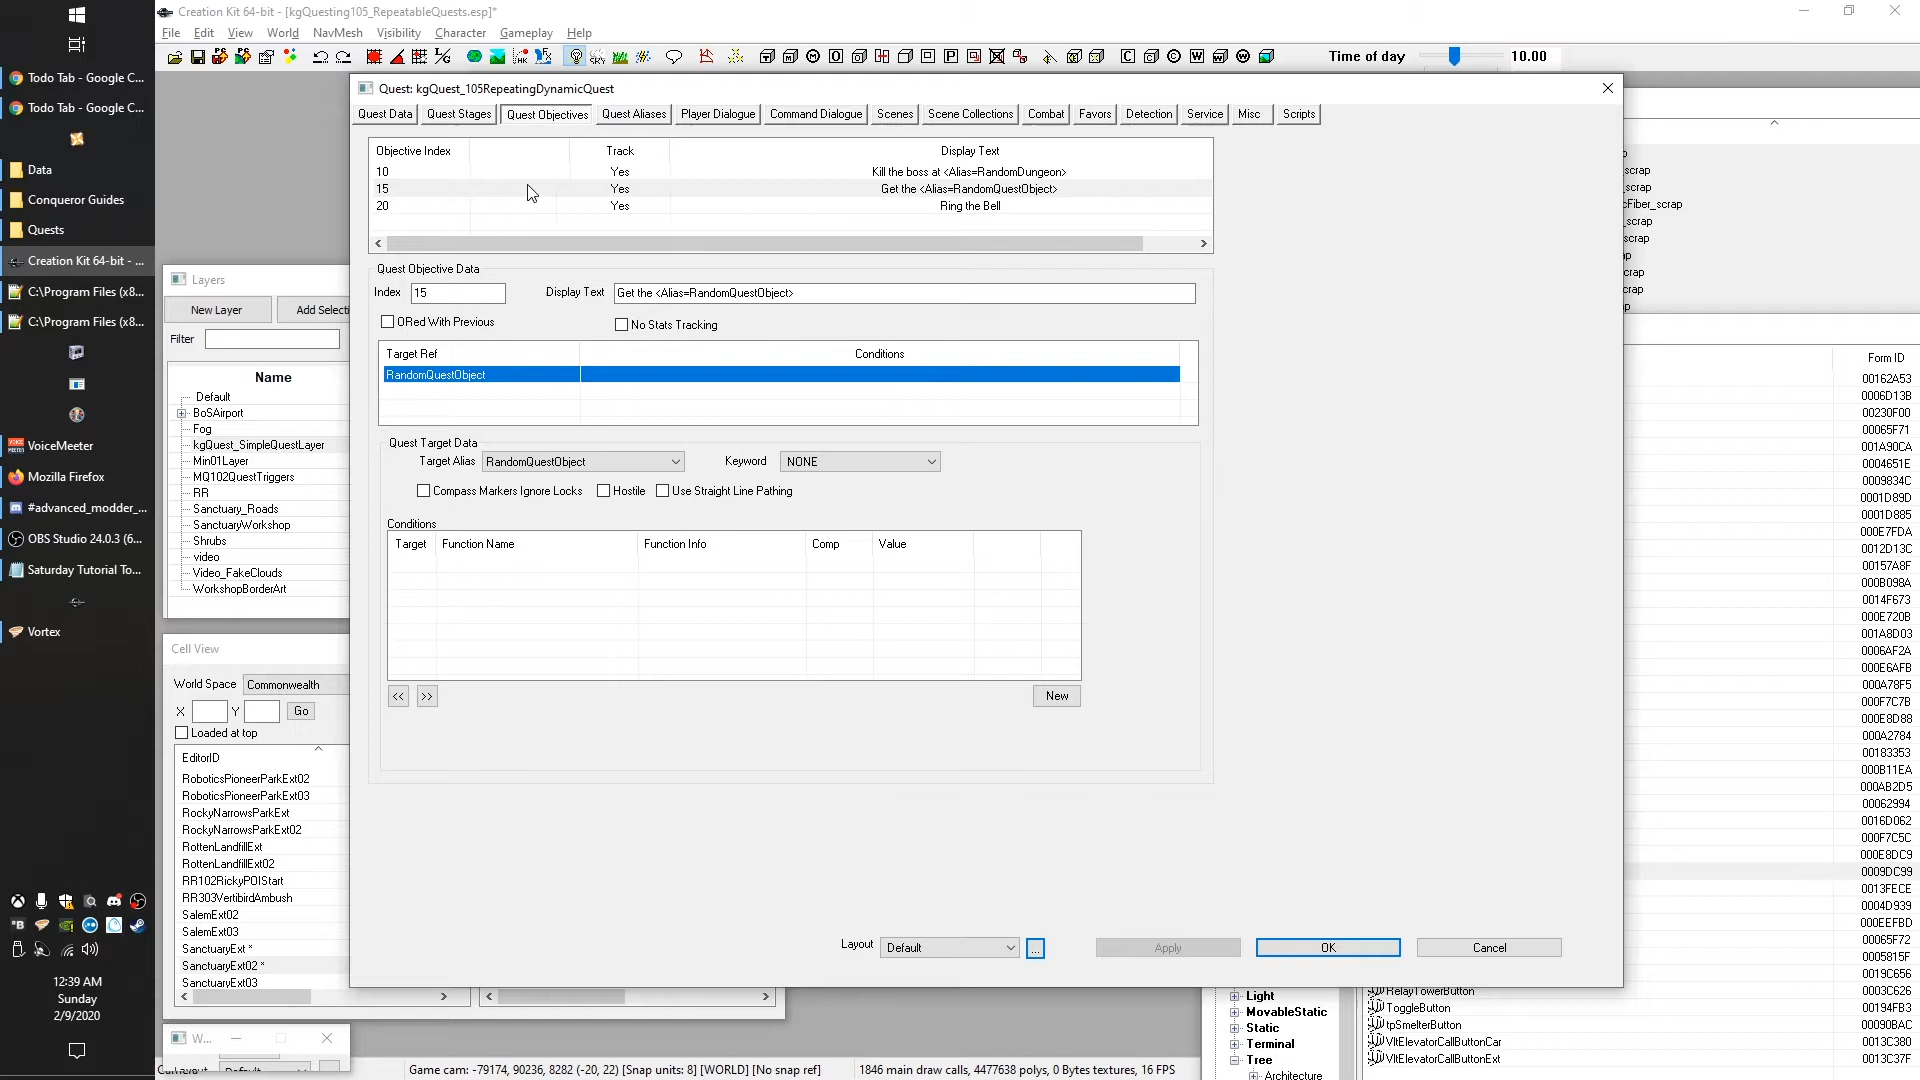 Creation Kit 64-bit - [kgQuesting105_RepeatableQuests.esp]*
File Edit View World NavMesh Visibility Character Gameplay Help
Time of day 10.00
Todo Tab - Google C...
Todo Tab - Google C...
Data
Conqueror Guides
Quests
Creation Kit 64-bit - ...
C:\Program Files (x8...
C:\Program Files (x8...
VoiceMeeter
Mozilla Firefox
#advanced_modder_...
OBS Studio 24.0.3 (6...
Saturday Tutorial To...
Vortex
12:39 AM
Sunday
2/9/2020
Layers
New Layer Add Selecti
Filter
Name
Default
BoSAirport
Fog
kgQuest_SimpleQuestLayer
Min01Layer
MQ102QuestTriggers
RR
Sanctuary_Roads
SanctuaryWorkshop
Shrubs
video
Video_FakeClouds
WorkshopBorderArt
Cell View
World Space Commonwealth
X Y Go
Loaded at top
EditorID
RoboticsPioneerParkExt02
RoboticsPioneerParkExt03
RockyNarrowsParkExt
RockyNarrowsParkExt02
RottenLandfillExt
RottenLandfillExt02
RR102RickyPOIStart
RR303VertibirdAmbush
SalemExt02
SalemExt03
SanctuaryExt *
SanctuaryExt02 *
SanctuaryExt03
W...
Default
Quest: kgQuest_105RepeatingDynamicQuest
Quest Data Quest Stages Quest Objectives Quest Aliases Player Dialogue Command Dialogue Scenes Scene Collections Combat Favors Detection Service Misc Scripts
Objective Index Track Display Text
10 Yes Kill the boss at <Alias=RandomDungeon>
15 Yes Get the <Alias=RandomQuestObject>
20 Yes Ring the Bell
Quest Objective Data
Index 15 Display Text Get the <Alias=RandomQuestObject>
ORed With Previous No Stats Tracking
Target Ref Conditions
RandomQuestObject
Quest Target Data
Target Alias RandomQuestObject Keyword NONE
Compass Markers Ignore Locks Hostile Use Straight Line Pathing
Conditions
Target Function Name Function Info Comp Value
<< >> New
Layout Default ... Apply OK Cancel
scrap
_scrap
cFiber_scrap
_scrap
scrap
rap
rap
Form ID
00162A53
0006D13B
00230F00
00065F71
001A90CA
0004651E
0009834C
0001D89D
0001D885
000E7FDA
0012D13C
00157A8F
000B098A
0014F673
000E720B
001A8D03
0006AF2A
000E6AFB
000A78F5
000F7C7B
000E8D88
000A2784
00183353
000B11EA
000AB2D5
00062994
0016D062
000F7C5C
000E8DC9
0009DC99
0013FECE
0004D939
000EEFBD
00065F72
0005815F
0019C656
0003C626
00194FB3
00090BAC
0013C380
0013C37F
Light
MovableStatic
Static
Terminal
Tree
Architecture
RelayTowerButton
ToggleButton
tpSmelterButton
VltElevatorCallButtonCar
VltElevatorCallButtonExt
Game cam: -79174, 90236, 8282 (-20, 22) [Snap units: 8] [WORLD] [No snap ref]
1846 main draw calls, 4477638 polys, 0 Bytes textures, 16 FPS